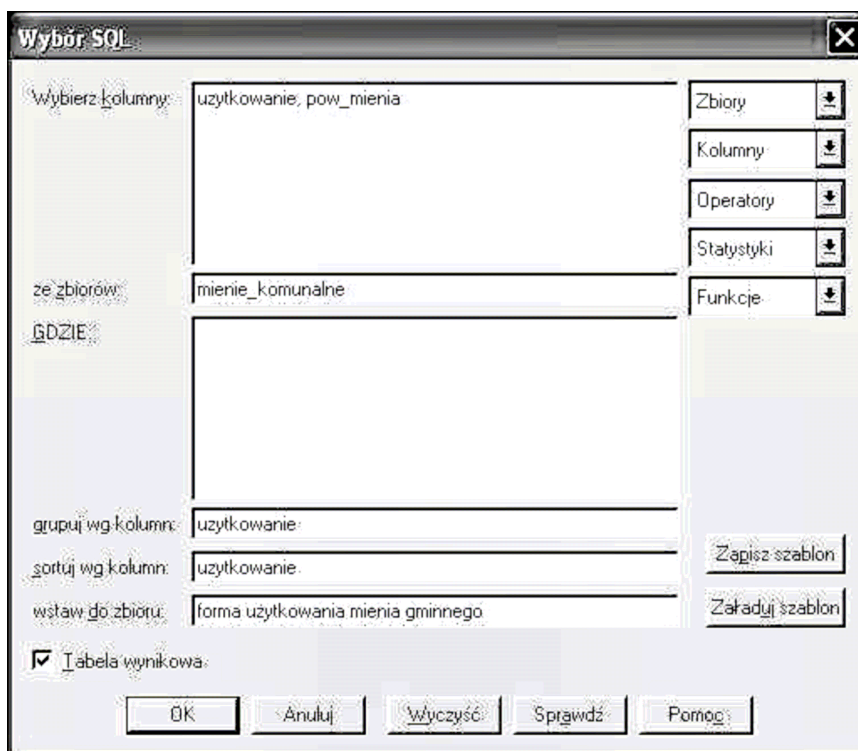 Wybór SQL
Wybierz kolumny: uzytkowanie, pow_mienia
Zbiory
Kolumny
Operatory
Statystyki
ze zbiorów: mienie_komunalne
Funkcje
GDZIE
grupuj wg kolumn: uzytkowanie
sortuj wg kolumn: uzytkowanie
Zapisz szablon
wstaw do zbioru: forma użytkowania mienia gminnego
Załaduj szablon
Tabela wynikowa
OK Anuluj Wyczyść Sprawdź Pomoc